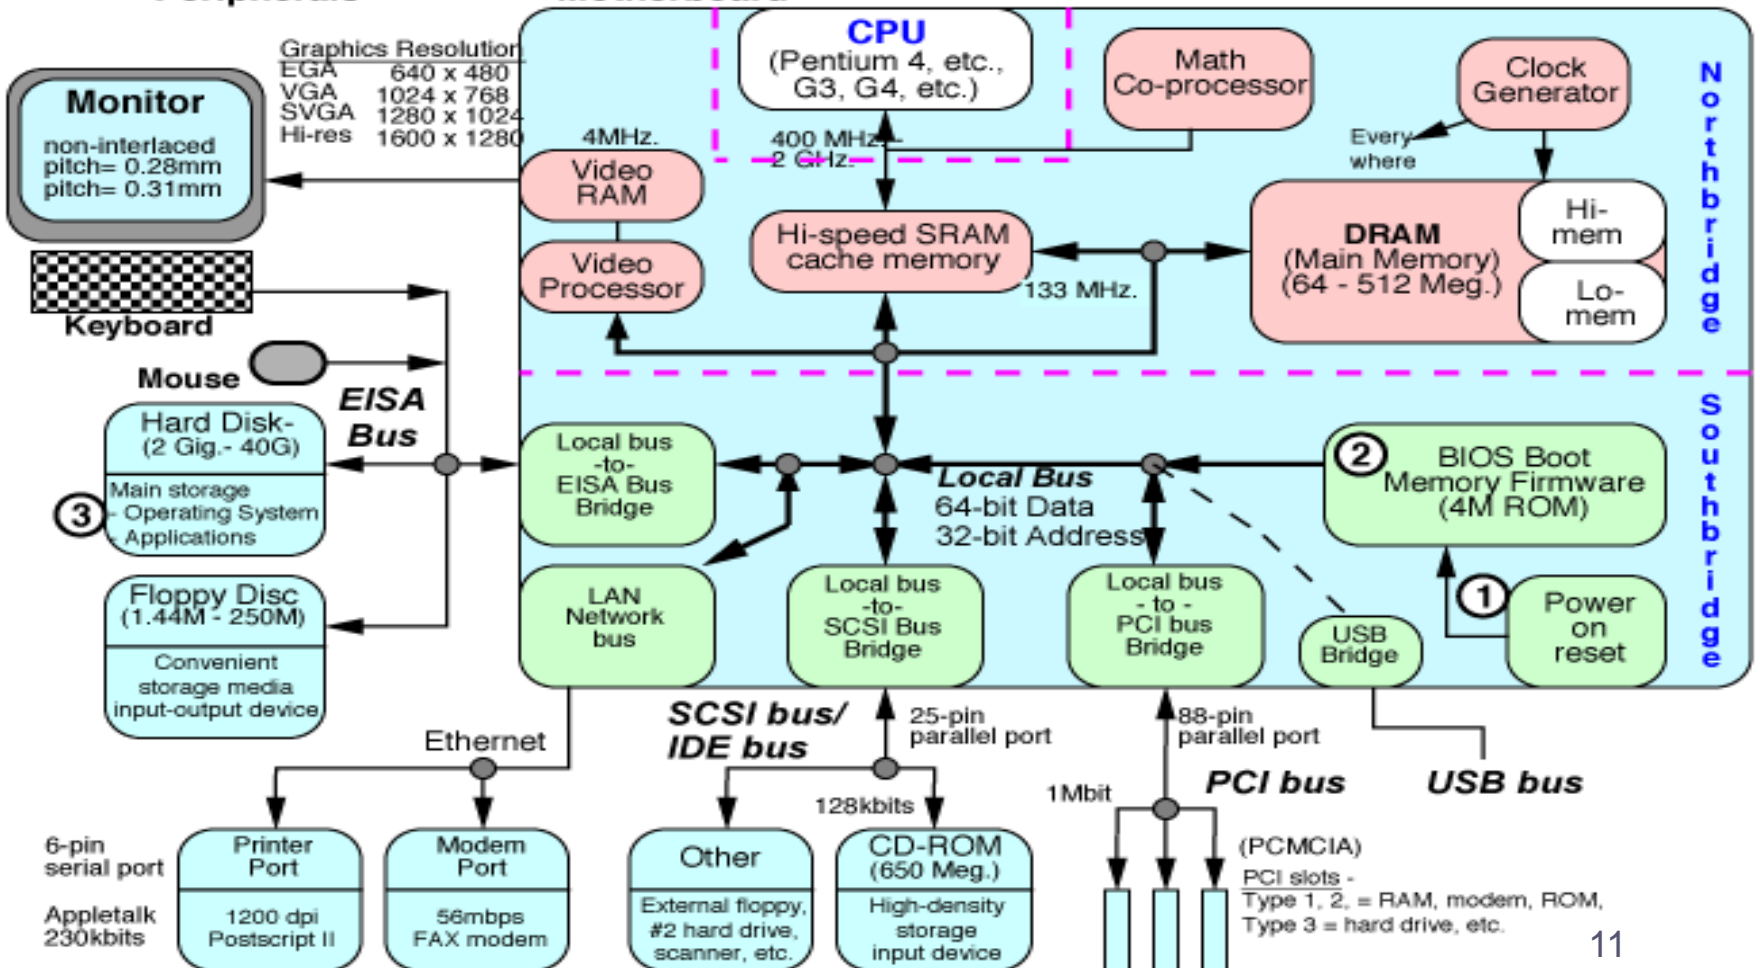 Peripherals
Motherboard
Graphics Resolution
EGA 640 x 480
VGA 1024 x 768
SVGA 1280 x 1024
Hi-res 1600 x 1280
Monitor
non-interlaced
pitch= 0.28mm
pitch= 0.31mm
Keyboard
Mouse
EISA
Bus
Hard Disk-
(2 Gig.- 40G)
3
Main storage
- Operating System
- Applications
Floppy Disc
(1.44M - 250M)
Convenient
storage media
input-output device
CPU
(Pentium 4, etc.,
G3, G4, etc.)
400 MHz.-
2 GHz.
Math
Co-processor
Clock
Generator
Every
where
4MHz.
Video
RAM
Video
Processor
Hi-speed SRAM
cache memory
133 MHz.
DRAM
(Main Memory)
(64 - 512 Meg.)
Hi-
mem
Lo-
mem
Northbridge
Southbridge
Local bus
-to-
EISA Bus
Bridge
Local Bus
64-bit Data
32-bit Address
2
BIOS Boot
Memory Firmware
(4M ROM)
1
Power
on
reset
LAN
Network
bus
Local bus
-to-
SCSI Bus
Bridge
Local bus
- to -
PCI bus
Bridge
USB
Bridge
Ethernet
SCSI bus/
IDE bus
25-pin
parallel port
88-pin
parallel port
PCI bus
USB bus
128kbits
1Mbit
6-pin
serial port
Appletalk
230kbits
Printer
Port
1200 dpi
Postscript II
Modem
Port
56mbps
FAX modem
Other
External floppy,
#2 hard drive,
scanner, etc.
CD-ROM
(650 Meg.)
High-density
storage
input device
(PCMCIA)
PCI slots -
Type 1, 2, = RAM, modem, ROM,
Type 3 = hard drive, etc.
11